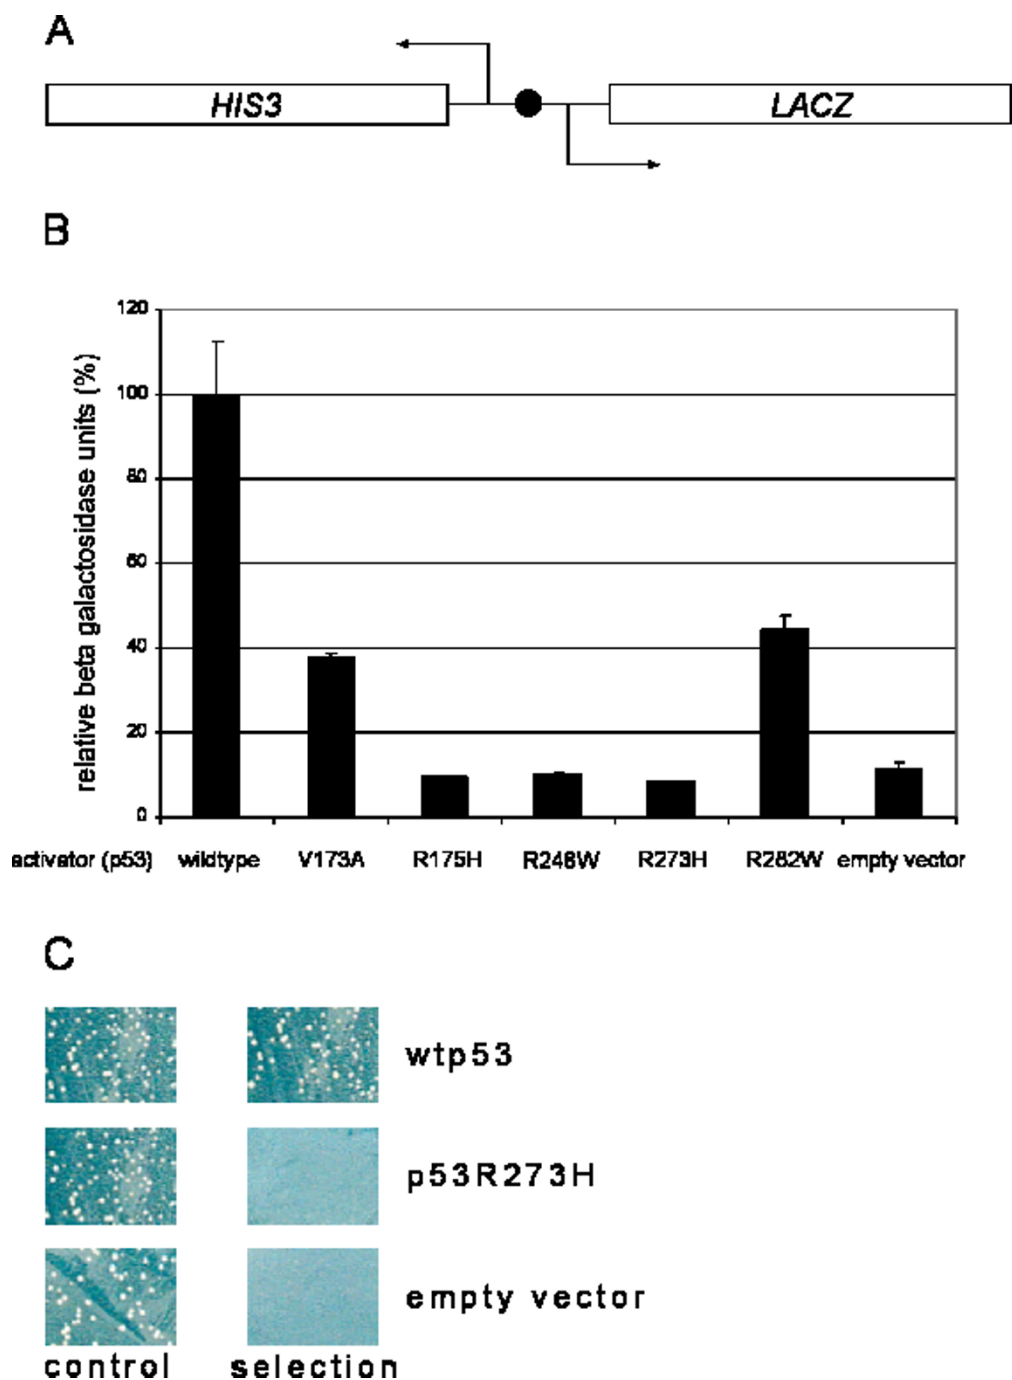 A
HIS3
LACZ
B
relative beta galactosidase units (%)
120
100
80
60
40
20
0
activator (p53) wildtype V173A R175H R248W R273H R282W empty vector
C
wtp53
p53R273H
empty vector
control selection